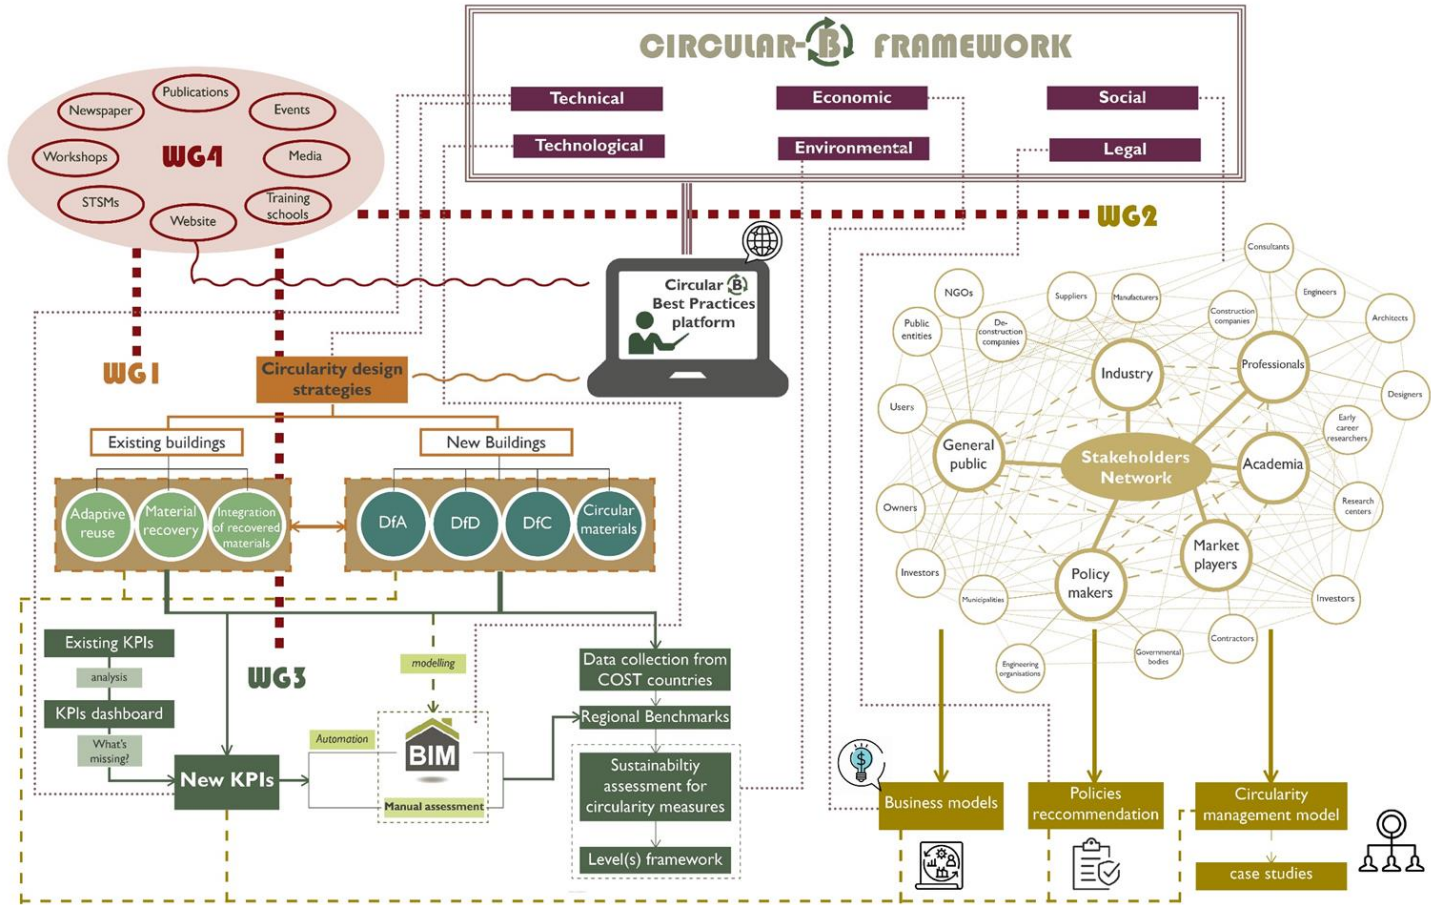 CIRCULAR-B FRAMEWORK
Technical
Economic
Social
Technological
Environmental
Legal
Publications
Newspaper
Events
Workshops
WG4
Media
STSMs
Training
schools
Website
WG2
WG1
WG3
Circular B
Best Practices
platform
Circularity design
strategies
Existing buildings
New Buildings
Adaptive
reuse
Material
recovery
Integration
of recovered
materials
DfA
DfD
DfC
Circular
materials
Existing KPIs
analysis
KPIs dashboard
What's
missing?
New KPIs
modelling
Automation
BIM
Manual assessment
Data collection from
COST countries
Regional Benchmarks
Sustainabiltiy
assessment for
circularity measures
Level(s) framework
Consultants
NGOs
Suppliers
Manufacturers
Engineers
Public
entities
De-
construction
companies
Construction
companies
Architects
Industry
Professionals
Users
Designers
Early
career
researchers
General
public
Stakeholders
Network
Academia
Owners
Research
centers
Market
players
Investors
Policy
makers
Municipalities
Investors
Contractors
Governmental
bodies
Engineering
organisations
$
Business models
Policies
reccommendation
Circularity
management model
case studies